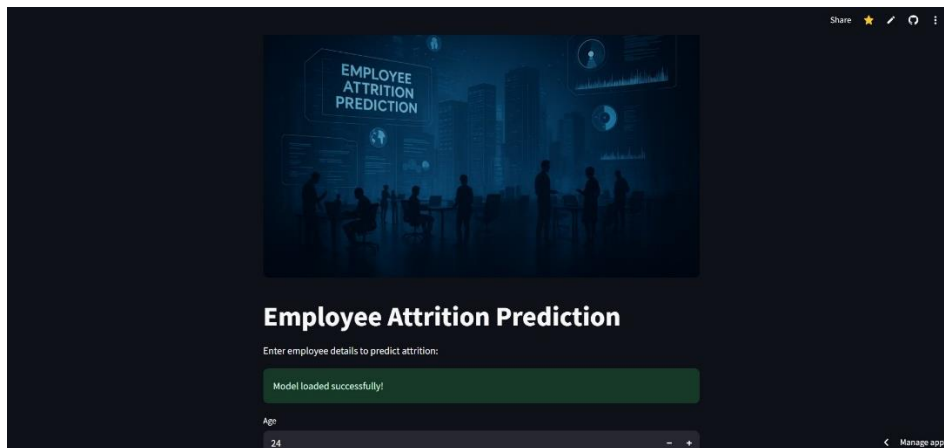 Share
EMPLOYEE
ATTRITION
PREDICTION
Employee Attrition Prediction
Enter employee details to predict attrition:
Model loaded successfully!
Age
24
Manage app